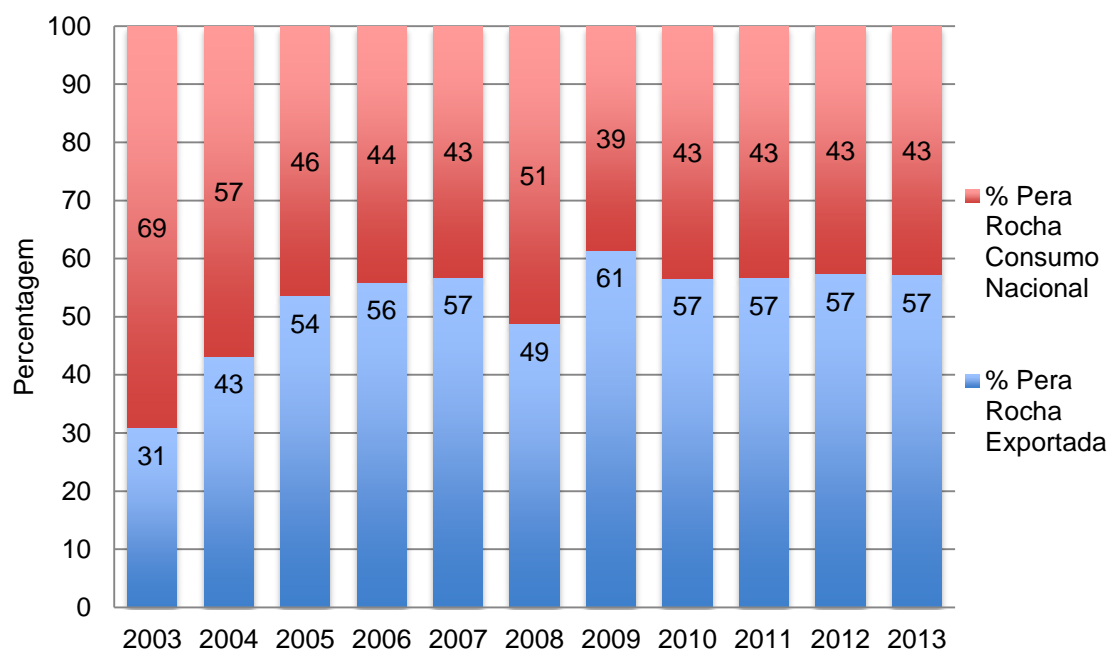 100
90
80
70
60
50
40
30
20
10
0
Percentagem
69 57 46 44 43 51 39 43 43 43 43
31 43 54 56 57 49 61 57 57 57 57
2003 2004 2005 2006 2007 2008 2009 2010 2011 2012 2013
% Pera
Rocha
Consumo
Nacional
% Pera
Rocha
Exportada